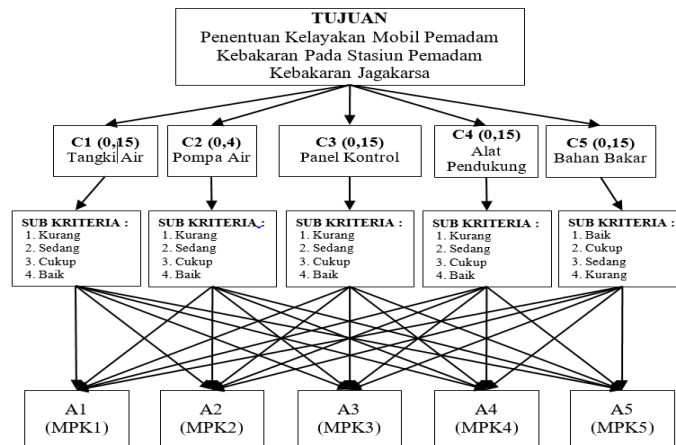 TUJUAN
Penentuan Kelayakan Mobil Pemadam
Kebakaran Pada Stasiun Pemadam
Kebakaran Jagakarsa
C1 (0,15)
Tangki Air
C2 (0,4)
Pompa Air
C3 (0,15)
Panel Kontrol
C4 (0,15)
Alat
Pendukung
C5 (0,15)
Bahan Bakar
SUB KRITERIA :
1. Kurang
2. Sedang
3. Cukup
4. Baik
SUB KRITERIA :
1. Kurang
2. Sedang
3. Cukup
4. Baik
SUB KRITERIA :
1. Kurang
2. Sedang
3. Cukup
4. Baik
SUB KRITERIA :
1. Kurang
2. Sedang
3. Cukup
4. Baik
SUB KRITERIA :
1. Baik
2. Cukup
3. Sedang
4. Kurang
A1
(MPK1)
A2
(MPK2)
A3
(MPK3)
A4
(MPK4)
A5
(MPK5)